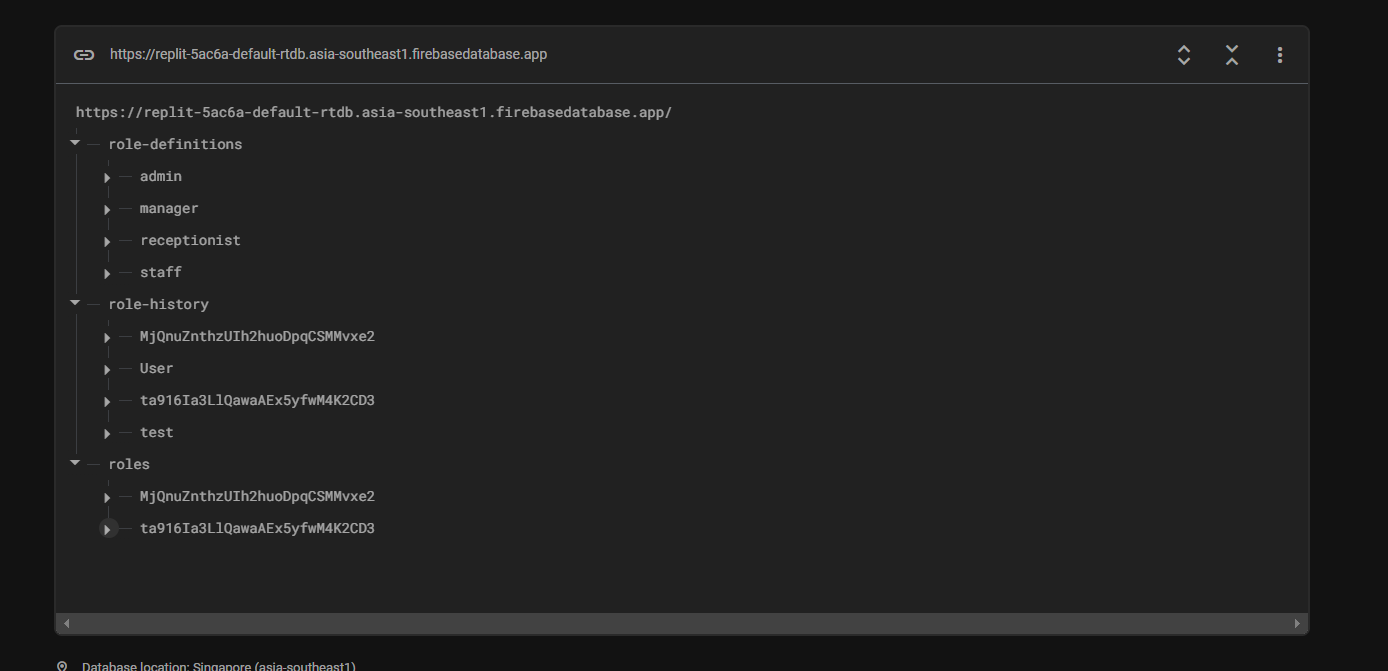 https://replit-5ac6a-default-rtdb.asia-southeast1.firebasedatabase.app
https://replit-5ac6a-default-rtdb.asia-southeast1.firebasedatabase.app/
role-definitions
admin
manager
receptionist
staff
role-history
MjQnuZnthzUIh2huoDpqCSMMvxe2
User
ta916Ia3LlQawaAEx5yfwM4K2CD3
test
roles
MjQnuZnthzUIh2huoDpqCSMMvxe2
ta916Ia3LlQawaAEx5yfwM4K2CD3
Database location: Singapore (asia-southeast1)